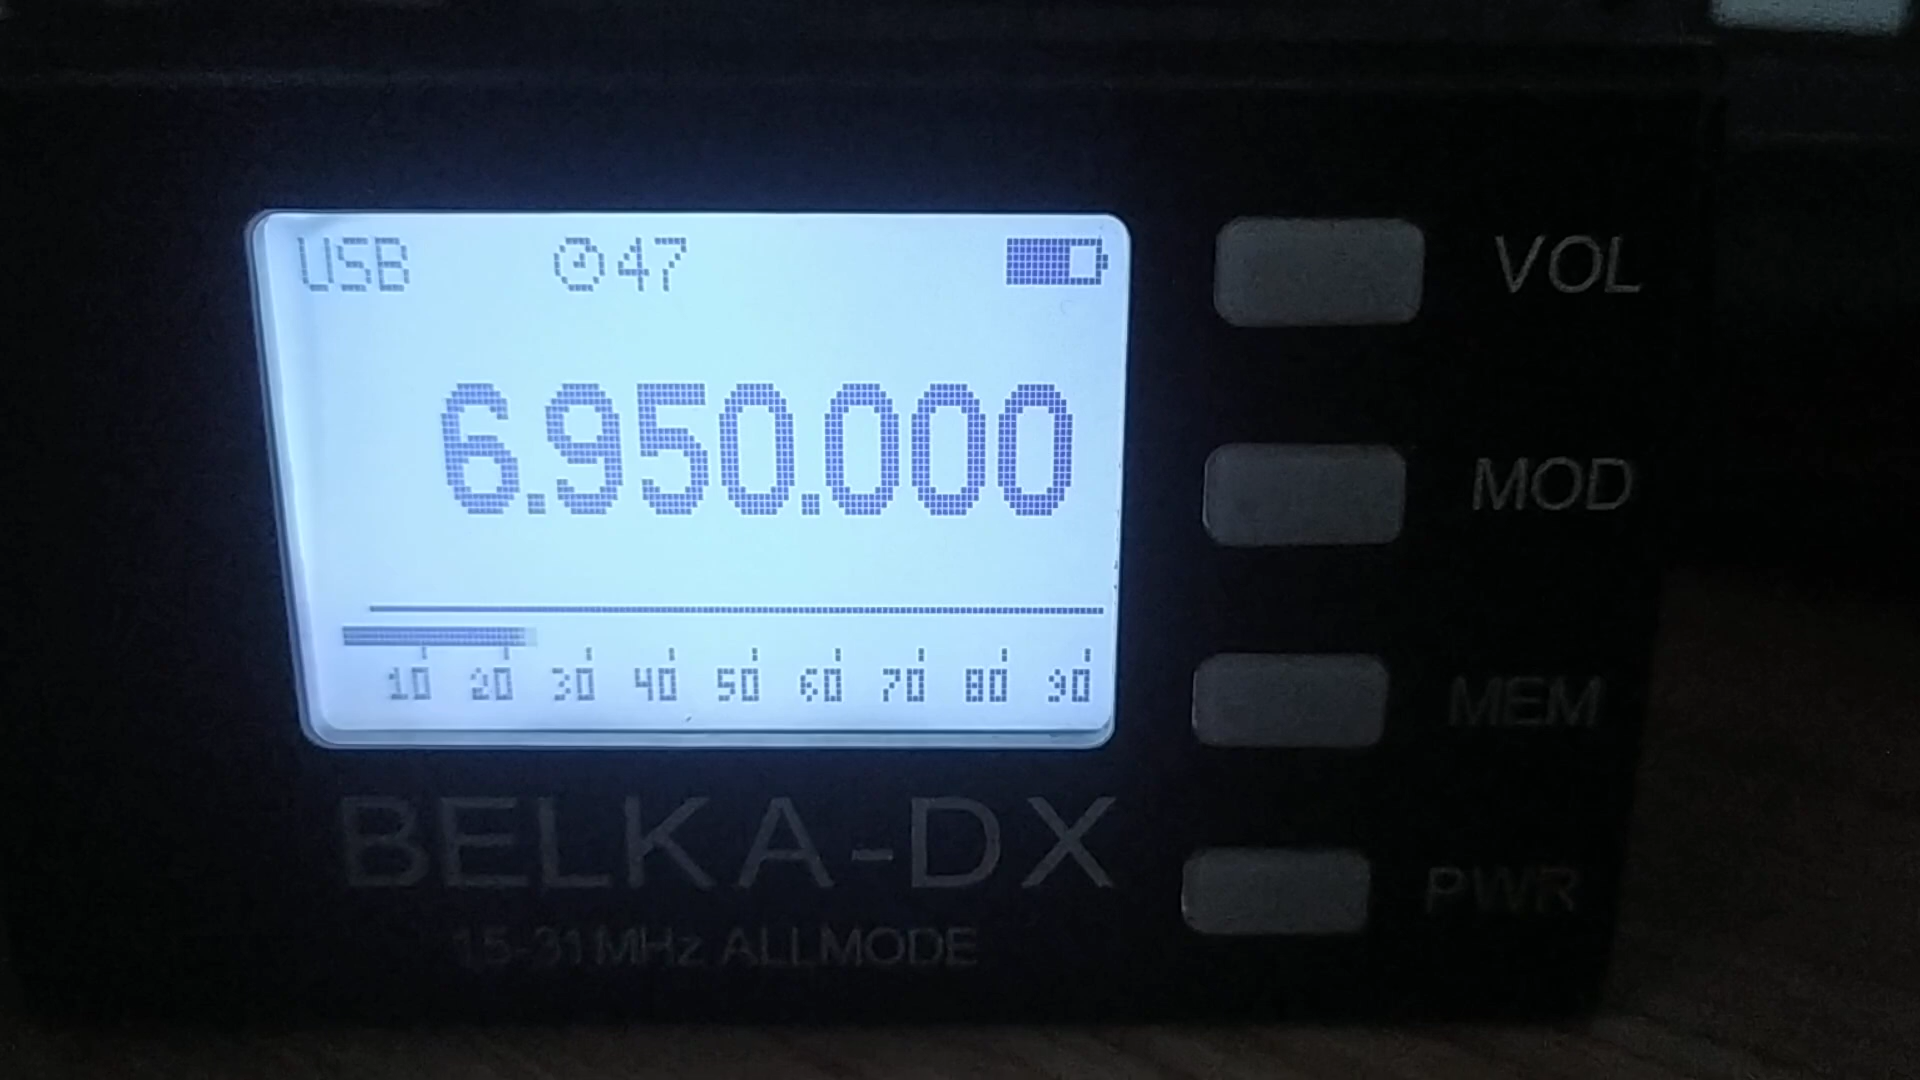 USB 47
6.950.000
10 20 30 40 50 60 70 80 90
BELKA-DX
1.5-31MHz ALLMODE
VOL
MOD
MEM
PWR